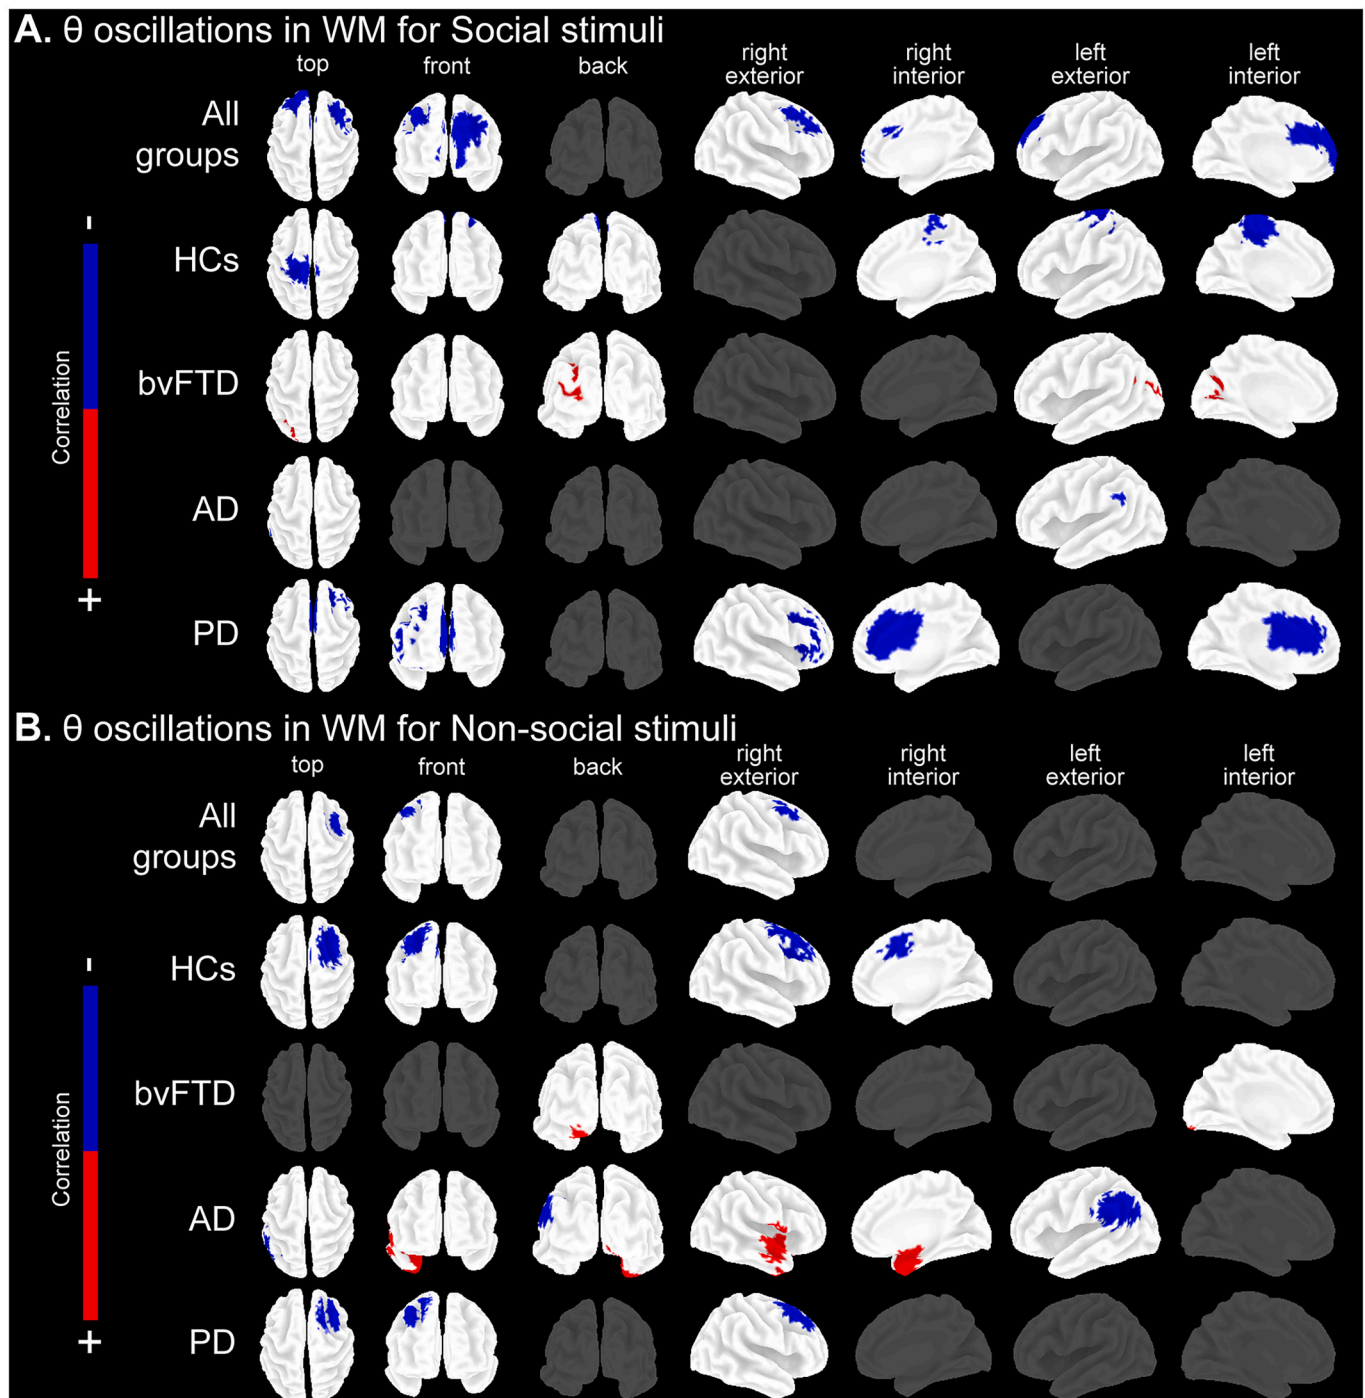 A. θ oscillations in WM for Social stimuli
top
front
back
right
exterior
right
interior
left
exterior
left
interior
All
groups
HCs
bvFTD
AD
PD
-
Correlation
+
B. θ oscillations in WM for Non-social stimuli
top
front
back
right
exterior
right
interior
left
exterior
left
interior
All
groups
HCs
bvFTD
AD
PD
-
Correlation
+